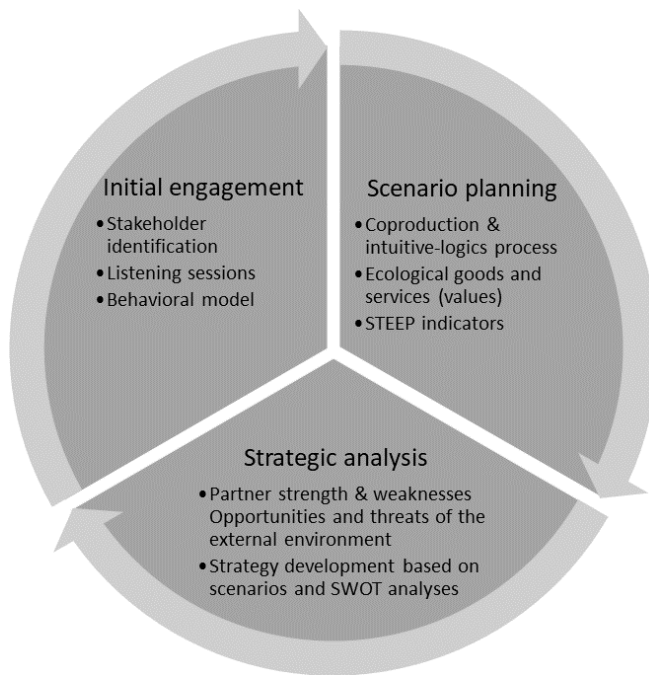 Initial engagement
•Stakeholder
identification
•Listening sessions
•Behavioral model
Scenario planning
•Coproduction &
intuitive-logics process
•Ecological goods and
services (values)
•STEEP indicators
Strategic analysis
•Partner strength & weaknesses
Opportunities and threats of the
external environment
•Strategy development based on
scenarios and SWOT analyses